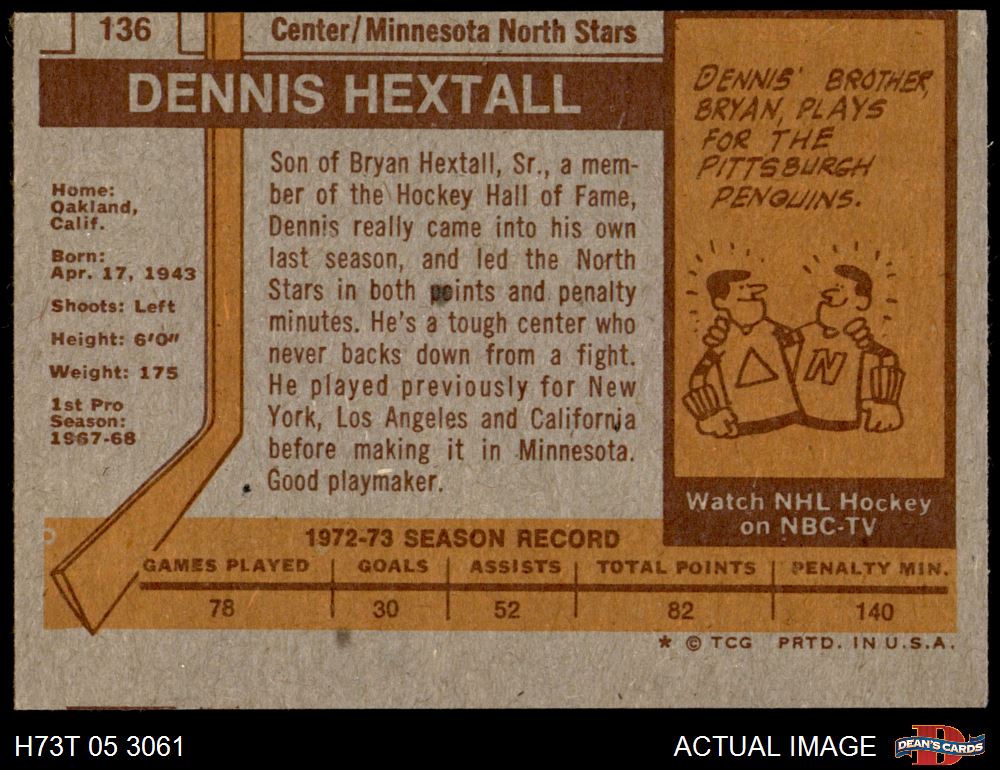 136
Center/Minnesota North Stars
DENNIS HEXTALL
Home:
Oakland,
Calif.
Born:
Apr. 17, 1943
Shoots: Left
Height: 6'0"
Weight: 175
1st Pro
Season:
1967-68
Son of Bryan Hextall, Sr., a mem-
ber of the Hockey Hall of Fame,
Dennis really came into his own
last season, and led the North
Stars in both points and penalty
minutes. He's a tough center who
never backs down from a fight.
He played previously for New
York, Los Angeles and California
before making it in Minnesota.
Good playmaker.
DENNIS' BROTHER,
BRYAN, PLAYS
FOR THE
PITTSBURGH
PENQUINS.
N
Watch NHL Hockey
on NBC-TV
1972-73 SEASON RECORD
GAMES PLAYED GOALS ASSISTS TOTAL POINTS PENALTY MIN.
78 30 52 82 140
* © TCG PRTD. IN U.S.A.
H73T 05 3061
ACTUAL IMAGE
D
DEAN'S CARDS